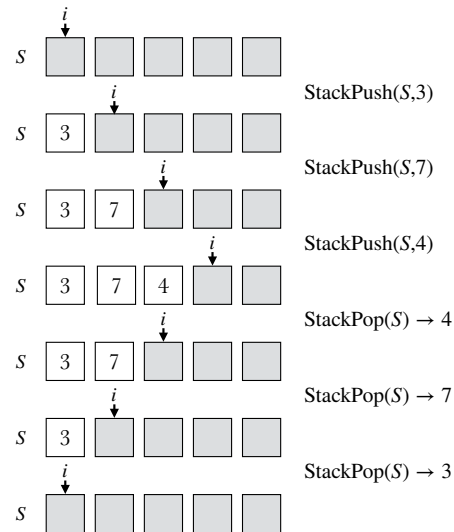 i
S
i
StackPush(S,3)
S 3
i
StackPush(S,7)
S 3 7
i
StackPush(S,4)
S 3 7 4
i
StackPop(S) → 4
S 3 7
i
StackPop(S) → 7
S 3
i
StackPop(S) → 3
S